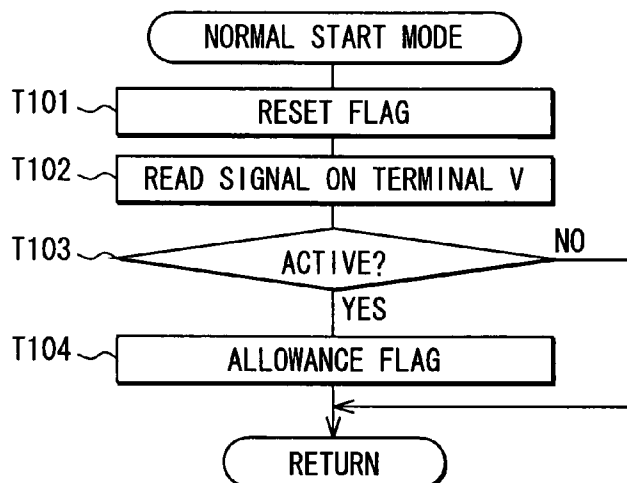 NORMAL START MODE
T101
RESET FLAG
T102
READ SIGNAL ON TERMINAL V
T103
ACTIVE?
NO
YES
T104
ALLOWANCE FLAG
RETURN